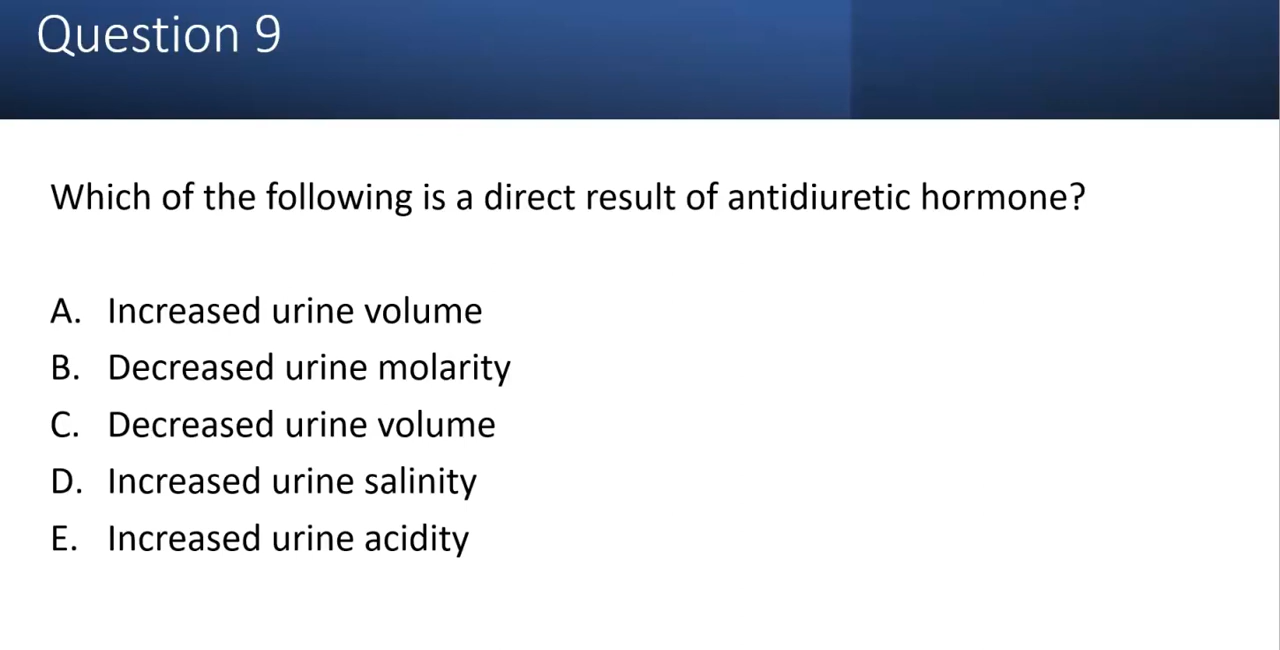 Question 9
Which of the following is a direct result of antidiuretic hormone?
A. Increased urine volume
B. Decreased urine molarity
C. Decreased urine volume
D. Increased urine salinity
E. Increased urine acidity